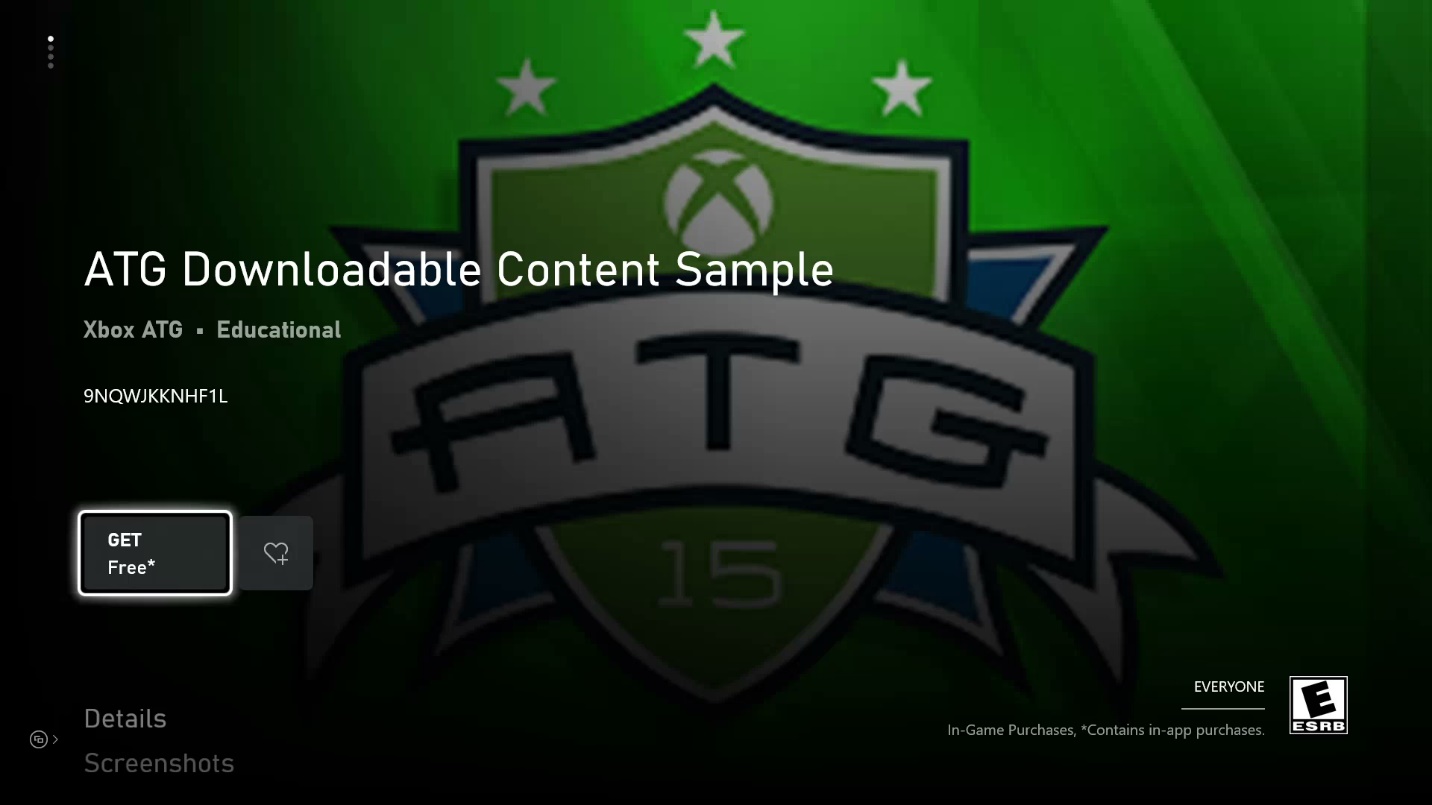 ATG Downloadable Content Sample
Xbox ATG ▪ Educational
9NQWJKKNHF1L
ATG
15
GET
Free*
Details
Screenshots
EVERYONE
In-Game Purchases, *Contains in-app purchases.
E
ESRB